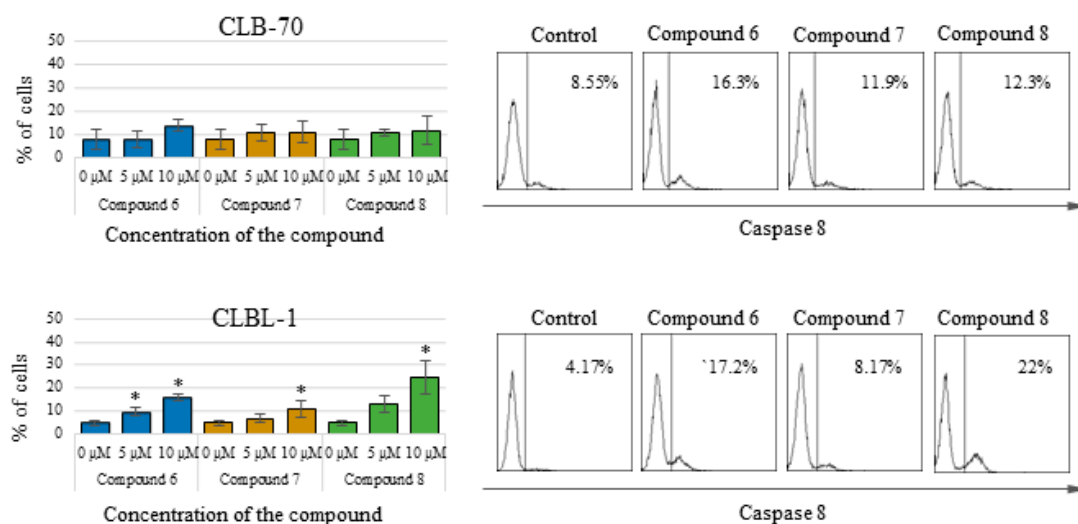 CLB-70
50
40
30
20
10
0
% of cells
0 μM 5 μM 10 μM 0 μM 5 μM 10 μM 0 μM 5 μM 10 μM
Compound 6 Compound 7 Compound 8
Concentration of the compound
Control Compound 6 Compound 7 Compound 8
8.55% 16.3% 11.9% 12.3%
Caspase 8
CLBL-1
50
40
30
20
10
0
% of cells
* * * *
0 μM 5 μM 10 μM 0 μM 5 μM 10 μM 0 μM 5 μM 10 μM
Compound 6 Compound 7 Compound 8
Concentration of the compound
Control Compound 6 Compound 7 Compound 8
4.17% `17.2% 8.17% 22%
Caspase 8